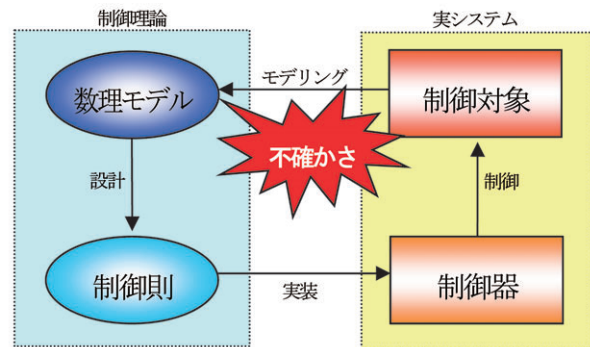 制御理論
実システム
数理モデル
モデリング
制御対象
不確かさ
設計
制御
制御則
実装
制御器